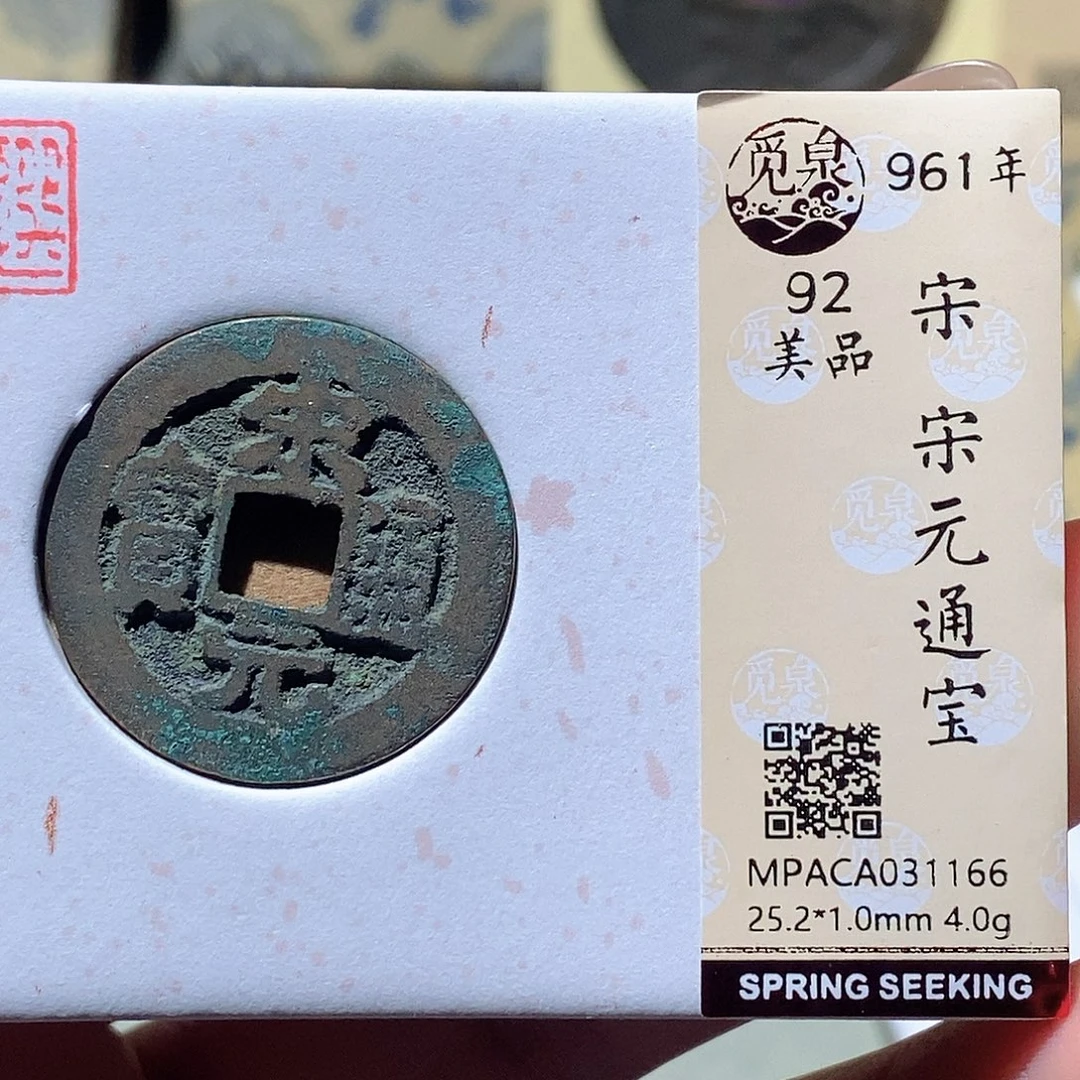 觅泉
961年
92
美品
宋
宋元通宝
MPACA031166
25.2*1.0mm 4.0g
SPRING SEEKING
宋元通寶